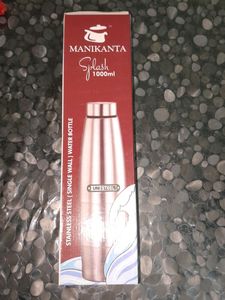 MANIKANTA
Splash
1000ml
STAINLESS STEEL | SINGLE WALL | WATER BOTTLE